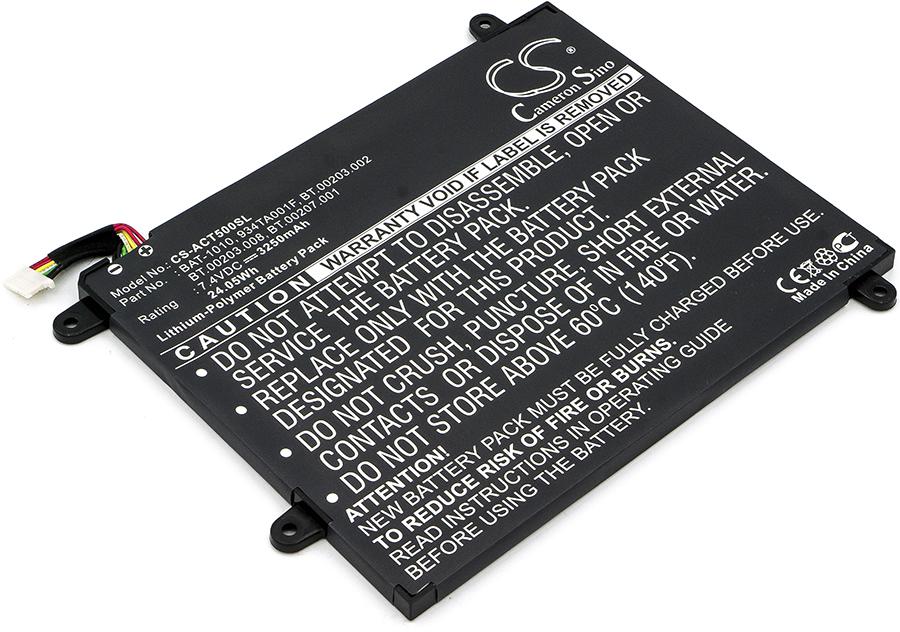 CS®
Cameron Sino
Model No.: CS-ACT500SL
Part No.: BAT-1010, 934TA001F, BT.00203.002
BT.00203.008, BT.00207.001
Rating : 7.4VDC 3250mAh
24.05Wh
Lithium-Polymer Battery Pack
CAUTION WARRANTY VOID IF LABEL IS REMOVED
• DO NOT ATTEMPT TO DISASSEMBLE, OPEN OR
SERVICE THE BATTERY PACK.
• REPLACE ONLY WITH THE BATTERY PACK
DESIGNATED FOR THIS PRODUCT
• DO NOT CRUSH, PUNCTURE, SHORT EXTERNAL
CONTACTS OR DISPOSE OF IN FIRE
• DO NOT STORE ABOVE 60°C (140°F)
ATTENTION!
NEW BATTERY PACK MUST BE FULLY CHARGED
TO REDUCE RISK OF FIRE OR BURNS.
READ INSTRUCTIONS IN OPERATING GUIDE
BEFORE USING THE BATTERY.
CE FC
Made in China